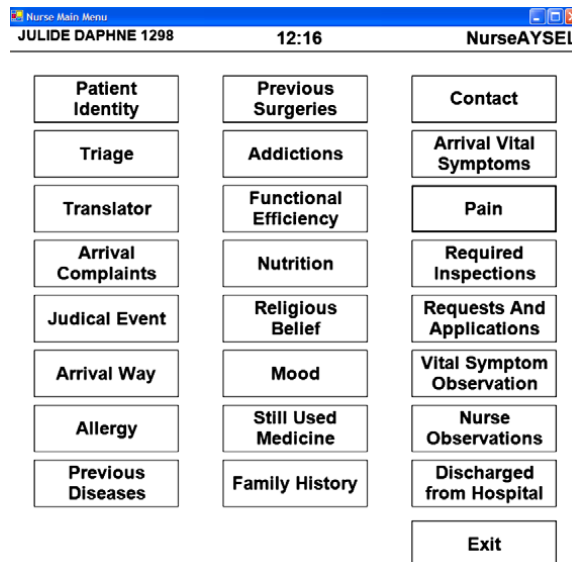 Nurse Main Menu
JULIDE DAPHNE 1298 12:16 NurseAYSEL
Patient
Identity
Previous
Surgeries
Contact
Triage
Addictions
Arrival Vital
Symptoms
Translator
Functional
Efficiency
Pain
Arrival
Complaints
Nutrition
Required
Inspections
Judical Event
Religious
Belief
Requests And
Applications
Arrival Way
Mood
Vital Symptom
Observation
Allergy
Still Used
Medicine
Nurse
Observations
Previous
Diseases
Family History
Discharged
from Hospital
Exit